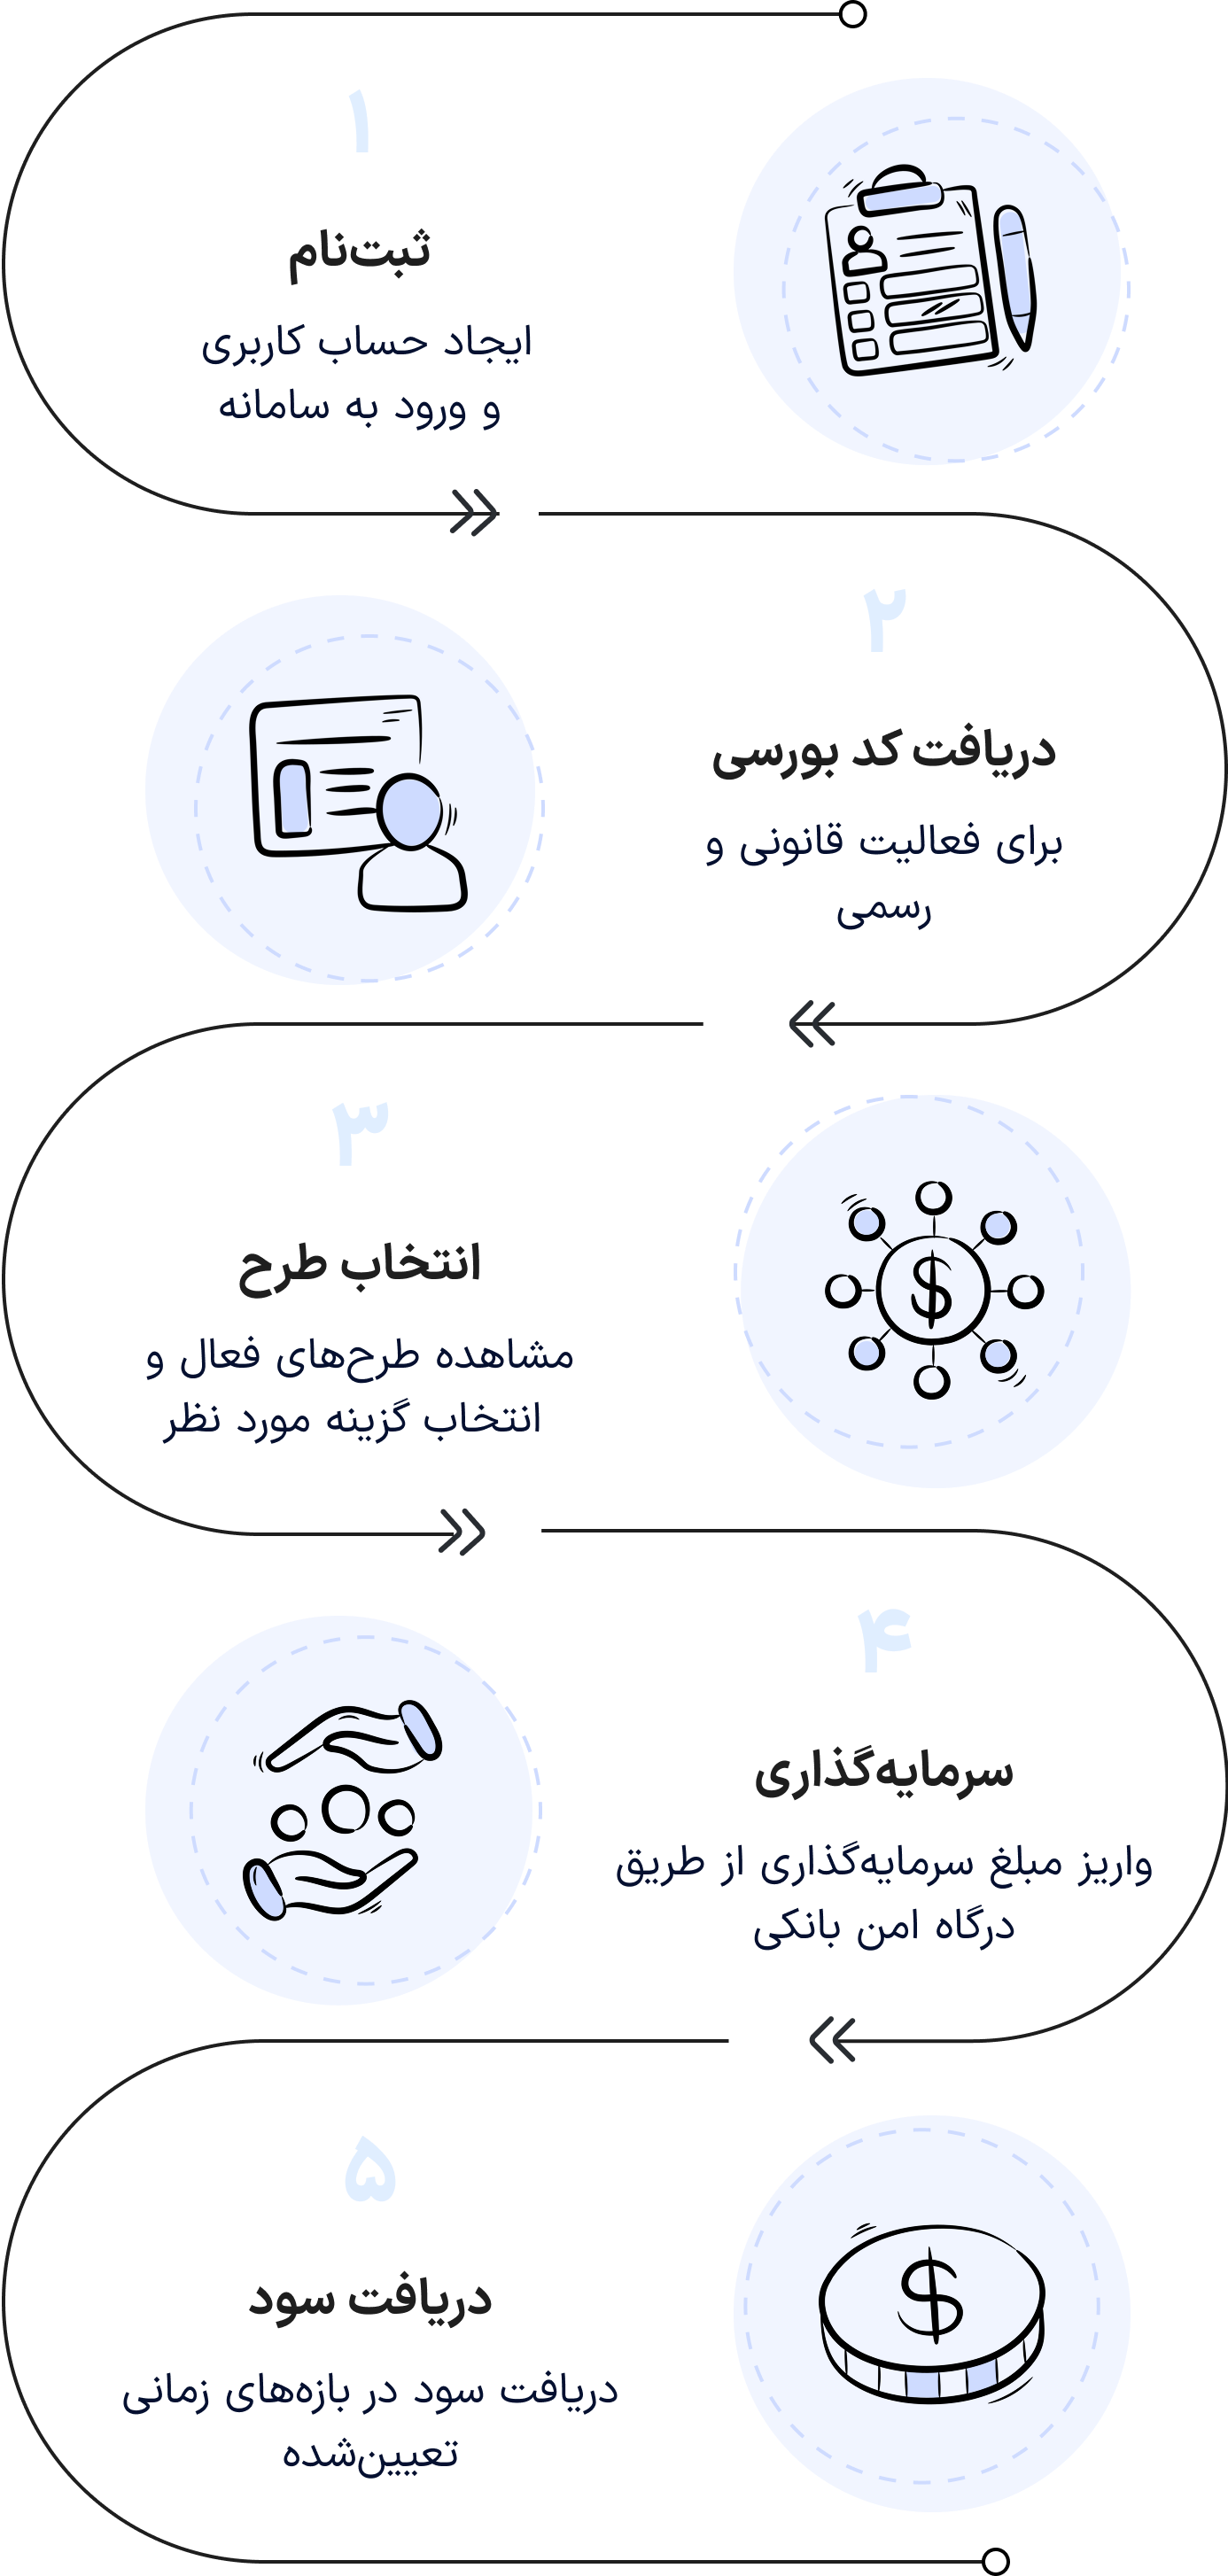 ۱
ثبت‌نام
ایجاد حساب کاربری
و ورود به سامانه
۲
دریافت کد بورسی
برای فعالیت قانونی و
رسمی
۳
انتخاب طرح
مشاهده طرح‌های فعال و
انتخاب گزینه مورد نظر
۴
سرمایه‌گذاری
واریز مبلغ سرمایه‌گذاری از طریق
درگاه امن بانکی
۵
دریافت سود
دریافت سود در بازه‌های زمانی
تعیین‌شده